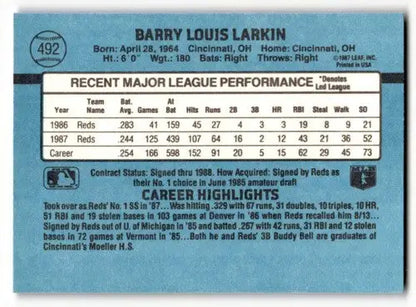 492
BARRY LOUIS LARKIN
Born: April 28, 1964 Cincinnati, OH Home: Cincinnati, OH
Ht.: 6' 0" Wgt.: 180 Bats: Right Throws: Right
©1987 LEAF, INC.
PRINTED IN U.S.A.
RECENT MAJOR LEAGUE PERFORMANCE *Denotes Led League
Year Team Name Bat. Avg. Games At Bat Hits Runs 2B 3B HR RBI Steal Walk SO
1986 Reds .283 41 159 45 27 4 3 3 19 8 9 21
1987 Reds .244 125 439 107 64 16 2 12 43 21 36 52
Career .254 166 598 152 91 20 5 15 62 29 45 73
Contract Status: Signed thru 1988. How Acquired: Signed by Reds as
their No. 1 choice in June 1985 amateur draft
CAREER HIGHLIGHTS
Took over as Reds' No. 1 SS in '87...Was hitting .329 with 67 runs, 31 doubles, 10 triples, 10 HR,
51 RBI and 19 stolen bases in 103 games at Denver in '86 when Reds recalled him 8/13...
Signed by Reds out of U. of Michigan in '85 and batted .267 with 42 runs, 31 RBI and 12 stolen
bases in 72 games at Vermont in '85...Both he and Reds' 3B Buddy Bell are graduates of
Cincinnati's Moeller H.S.